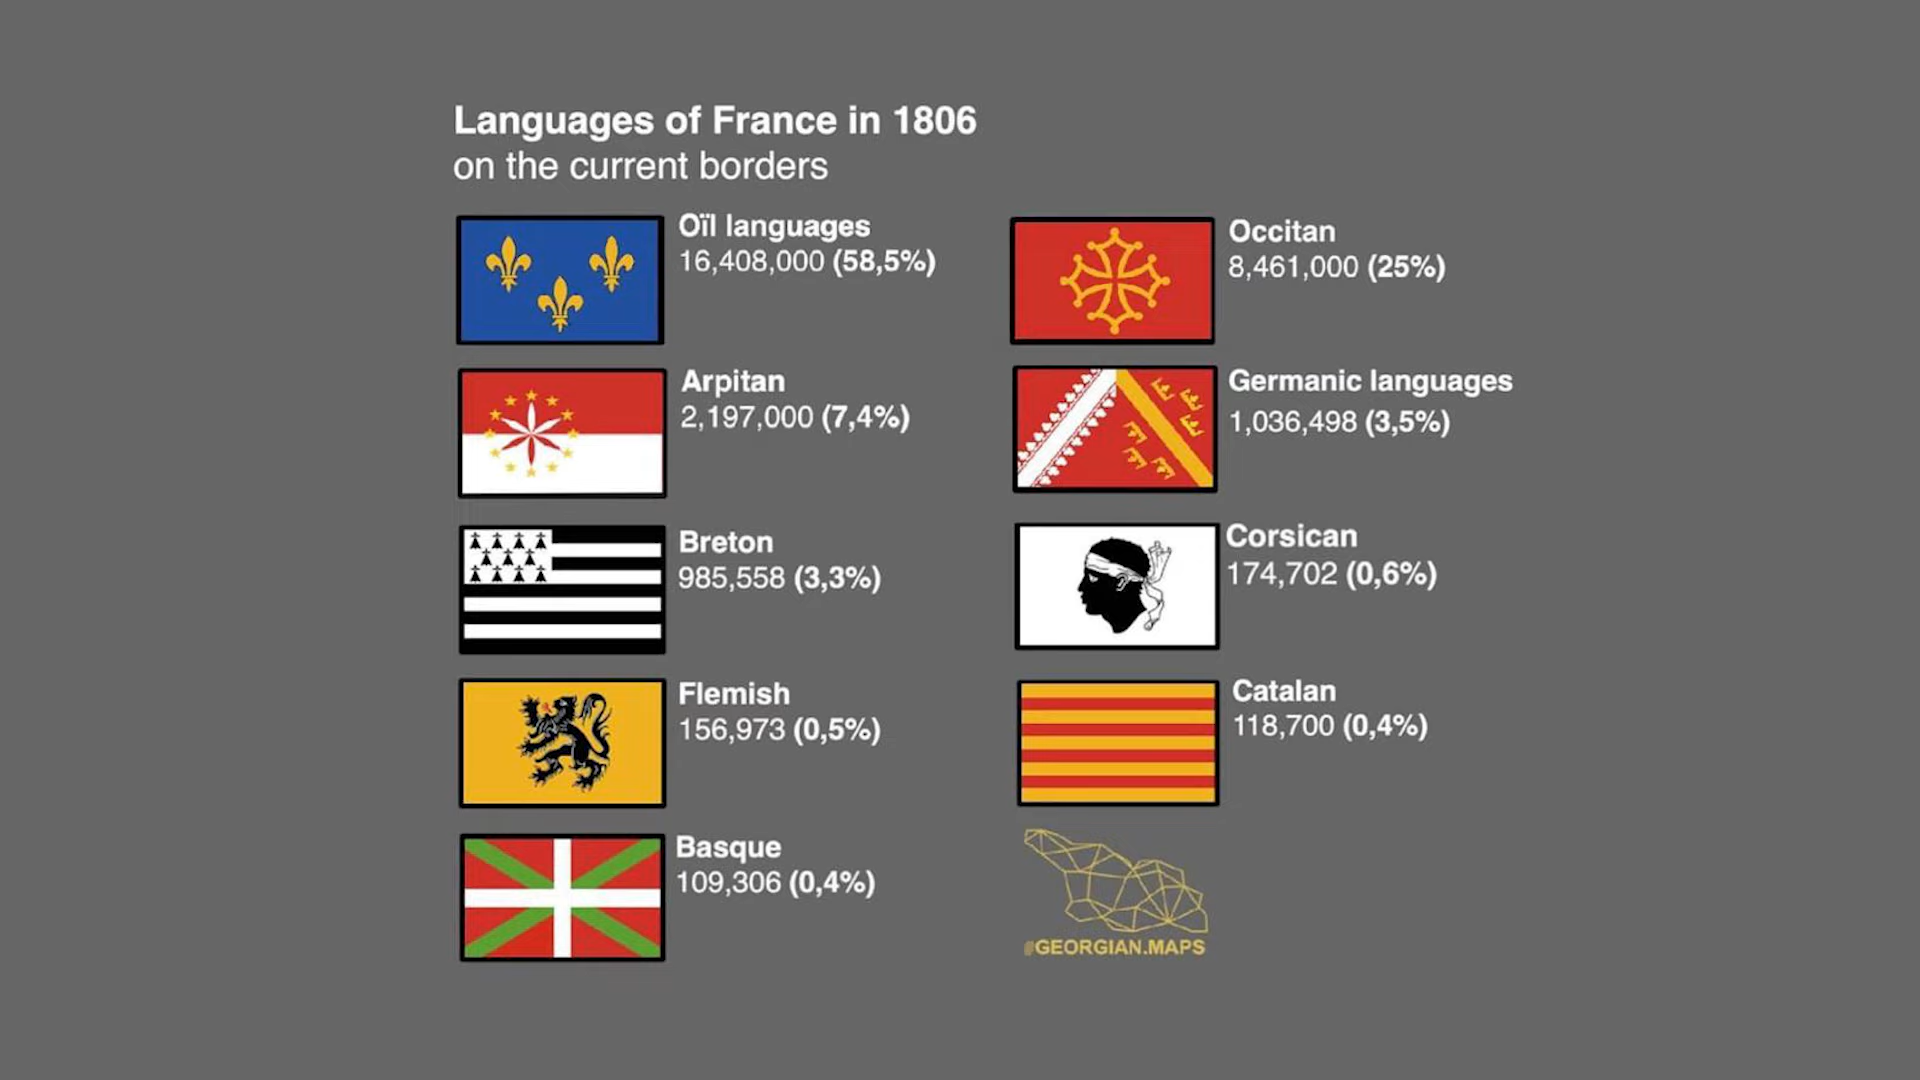 Languages of France in 1806
on the current borders
Oïl languages
16,408,000 (58,5%)
Occitan
8,461,000 (25%)
Arpitan
2,197,000 (7,4%)
Germanic languages
1,036,498 (3,5%)
Breton
985,558 (3,3%)
Corsican
174,702 (0,6%)
Flemish
156,973 (0,5%)
Catalan
118,700 (0,4%)
Basque
109,306 (0,4%)
#GEORGIAN.MAPS